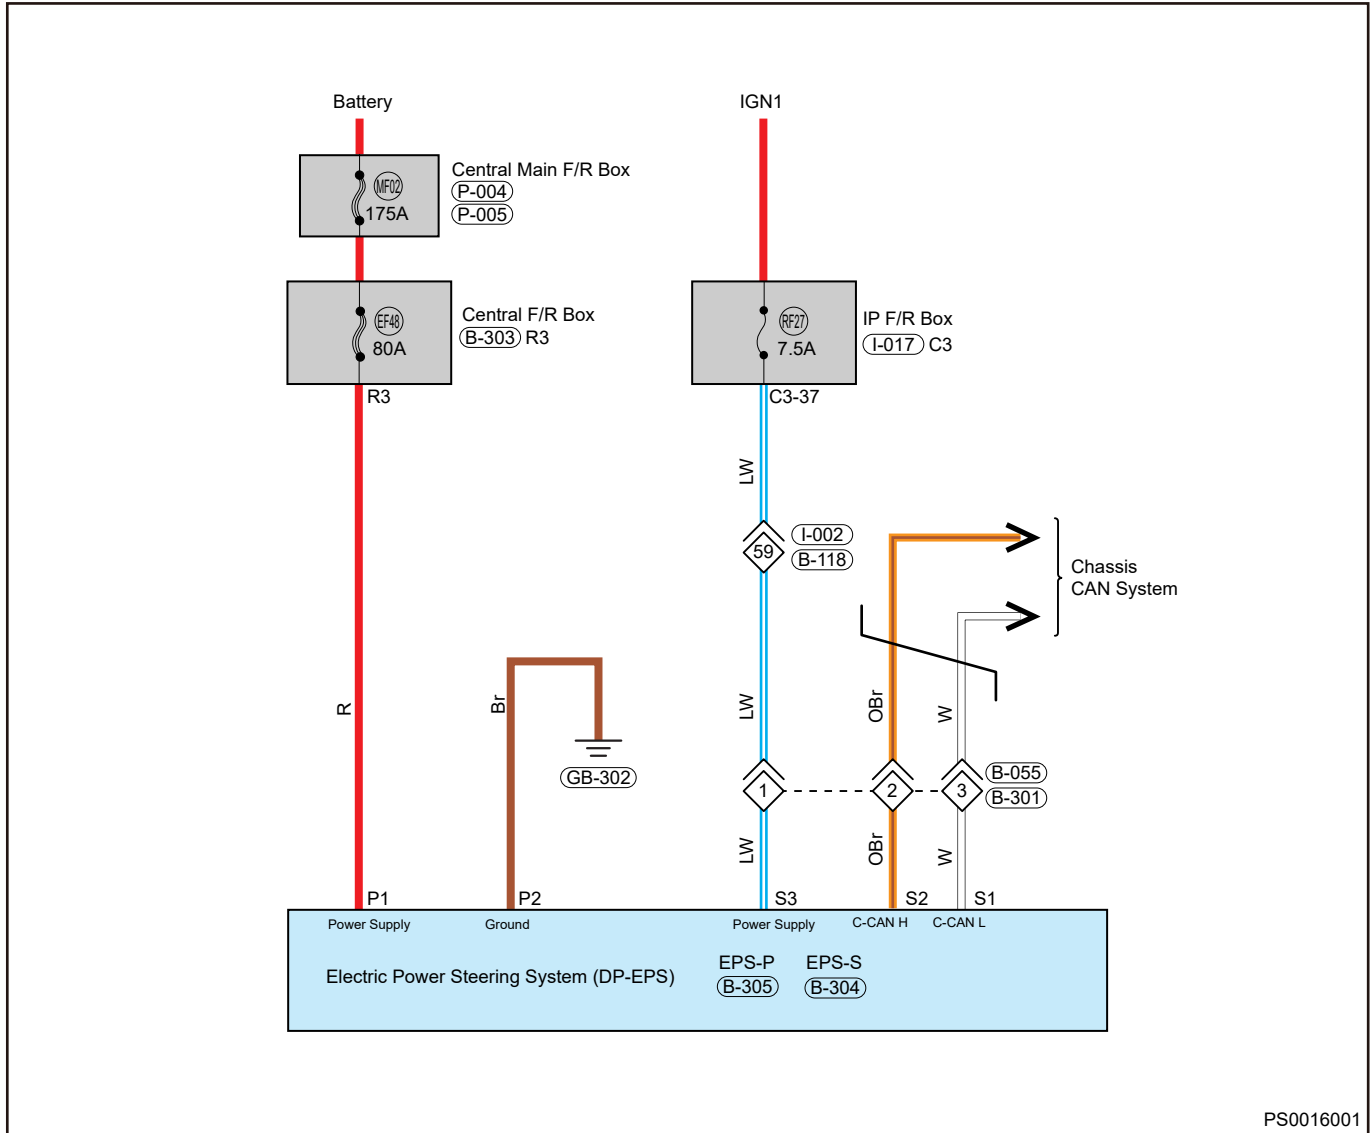 Battery
IGN1
Central Main F/R Box
P-004
P-005
MF02
175A
Central F/R Box
B-303 R3
EF48
80A
R3
IP F/R Box
I-017 C3
RF27
7.5A
C3-37
LW
59
I-002
B-118
Chassis
CAN System
R
Br
GB-302
LW
OBr
W
1
2
3
B-055
B-301
LW
OBr
W
P1
P2
S3
S2
S1
Power Supply
Ground
Power Supply
C-CAN H
C-CAN L
Electric Power Steering System (DP-EPS)
EPS-P
B-305
EPS-S
B-304
PS0016001